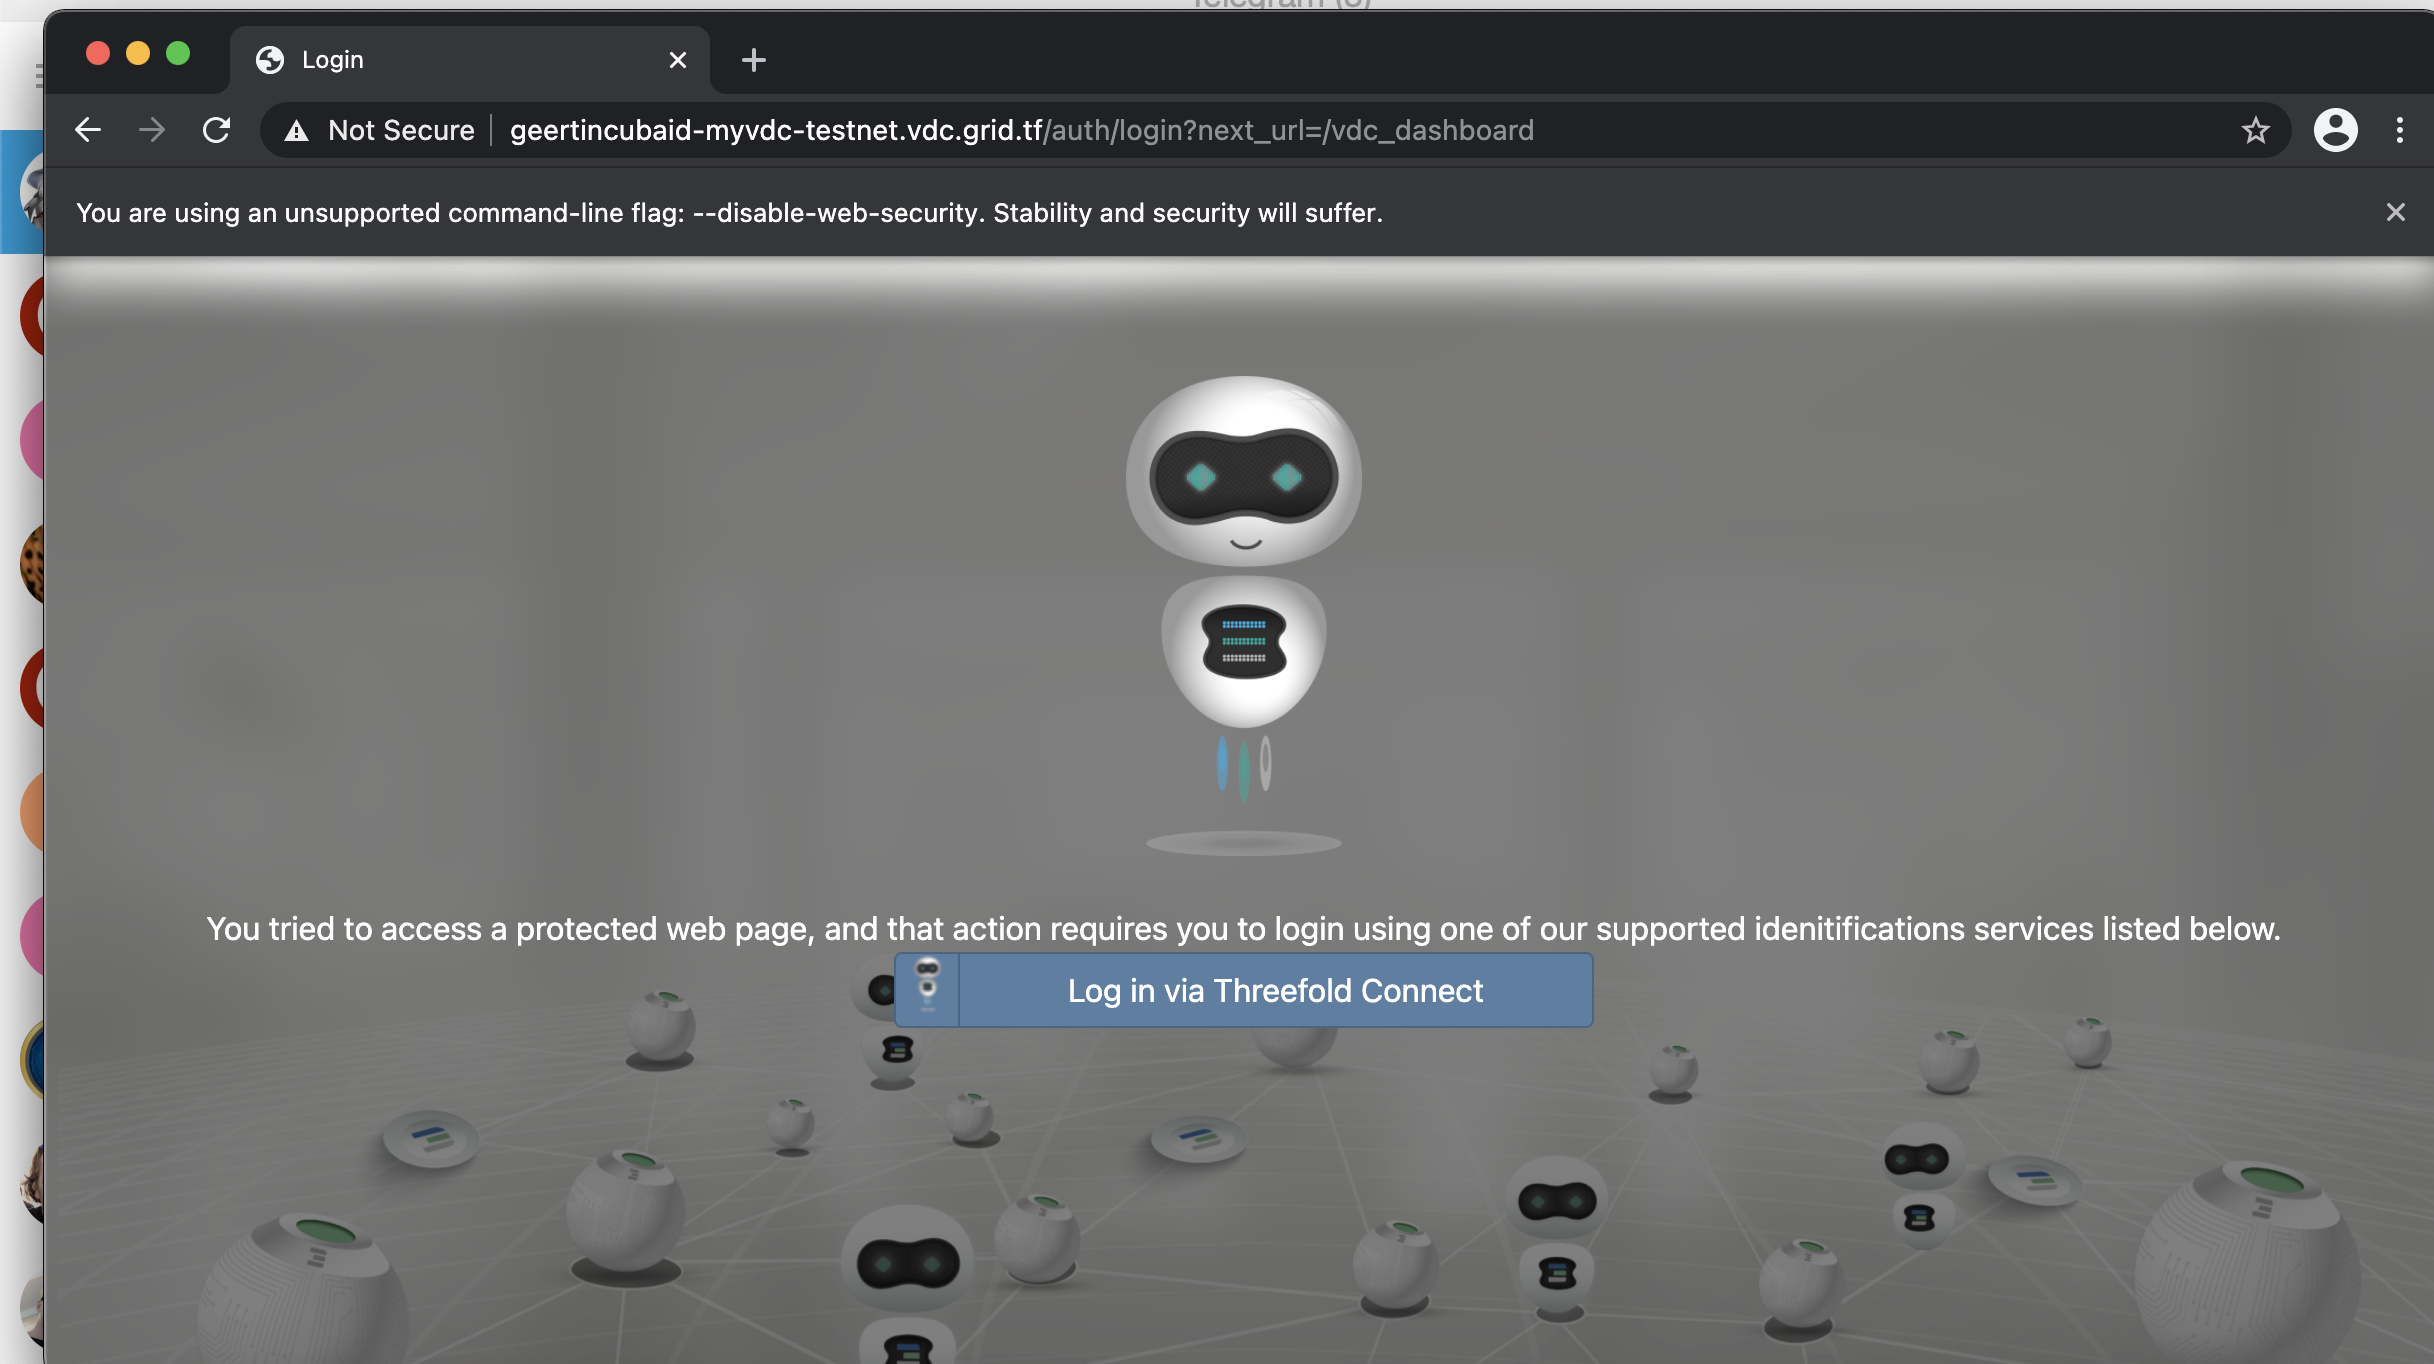 Telegram (8)
Login
Not Secure geertincubaid-myvdc-testnet.vdc.grid.tf/auth/login?next_url=/vdc_dashboard
You are using an unsupported command-line flag: --disable-web-security. Stability and security will suffer.
You tried to access a protected web page, and that action requires you to login using one of our supported idenitifications services listed below.
Log in via Threefold Connect